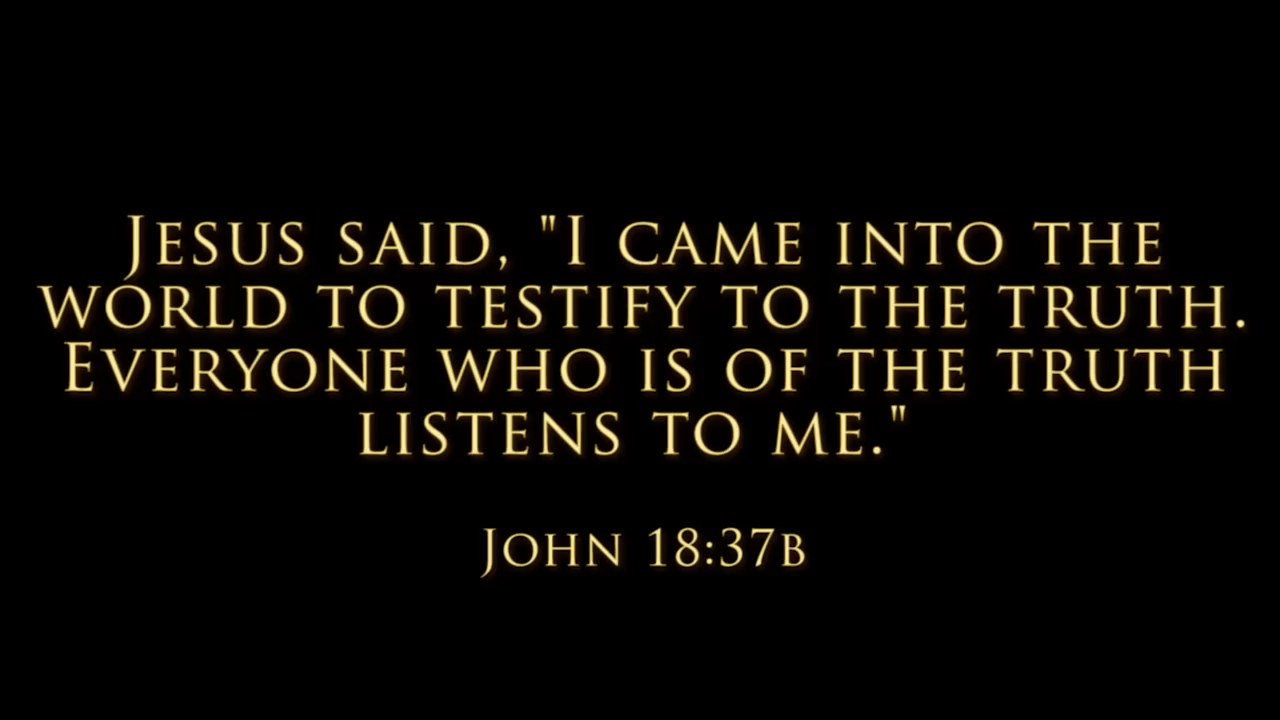 Jesus said, "I came into the
world to testify to the truth.
Everyone who is of the truth
listens to me."
John 18:37b